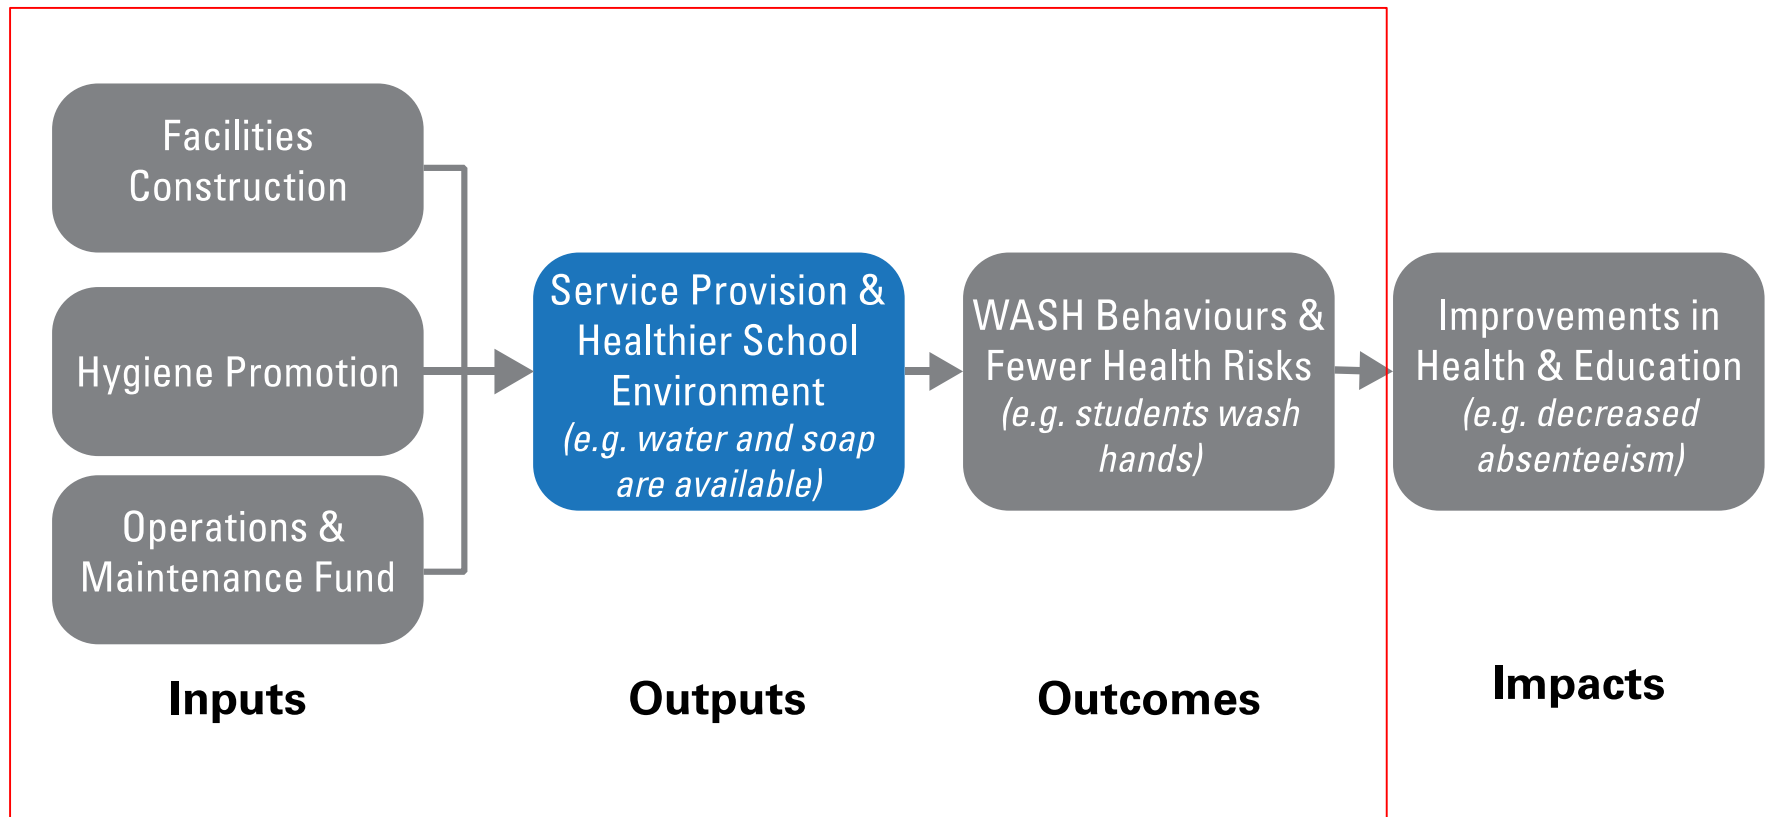 Facilities
Construction
Hygiene Promotion
Operations &
Maintenance Fund
Service Provision &
Healthier School
Environment
(e.g. water and soap
are available)
WASH Behaviours &
Fewer Health Risks
(e.g. students wash
hands)
Improvements in
Health & Education
(e.g. decreased
absenteeism)
Inputs
Outputs
Outcomes
Impacts